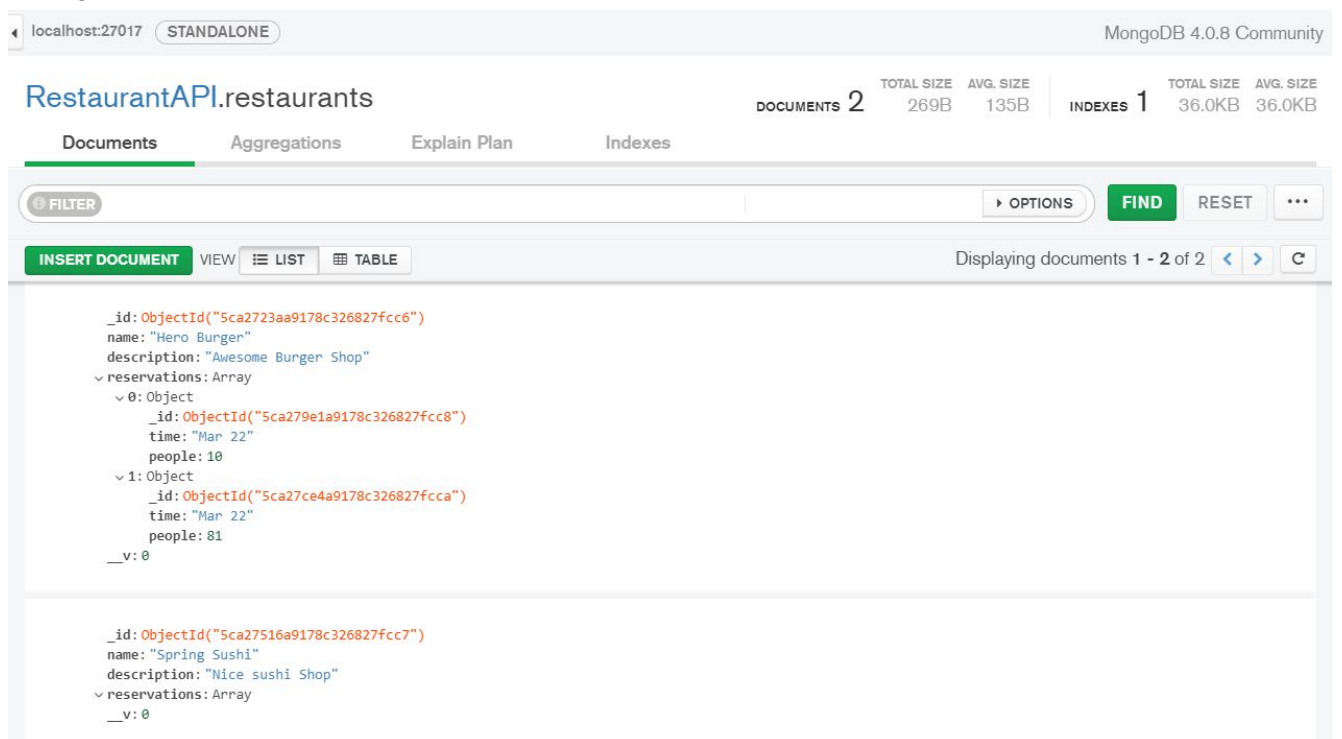 localhost:27017 STANDALONE MongoDB 4.0.8 Community
RestaurantAPI.restaurants DOCUMENTS 2 TOTAL SIZE 269B AVG. SIZE 135B INDEXES 1 TOTAL SIZE 36.0KB AVG. SIZE 36.0KB
Documents Aggregations Explain Plan Indexes
FILTER OPTIONS FIND RESET ...
INSERT DOCUMENT VIEW LIST TABLE Displaying documents 1 - 2 of 2
_id: ObjectId("5ca2723aa9178c326827fcc6")
name: "Hero Burger"
description: "Awesome Burger Shop"
reservations: Array
0: Object
_id: ObjectId("5ca279e1a9178c326827fcc8")
time: "Mar 22"
people: 10
1: Object
_id: ObjectId("5ca27ce4a9178c326827fcca")
time: "Mar 22"
people: 81
__v: 0
_id: ObjectId("5ca27516a9178c326827fcc7")
name: "Spring Sushi"
description: "Nice sushi Shop"
reservations: Array
__v: 0